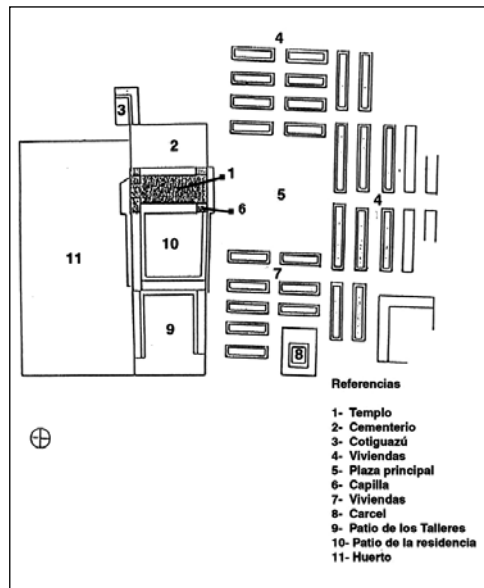 4
3
2
1
4
5
6
10
11
7
9
8
Referencias
1- Templo
2- Cementerio
3- Cotiguazú
4- Viviendas
5- Plaza principal
6- Capilla
7- Viviendas
8- Carcel
9- Patio de los Talleres
10- Patio de la residencia
11- Huerto